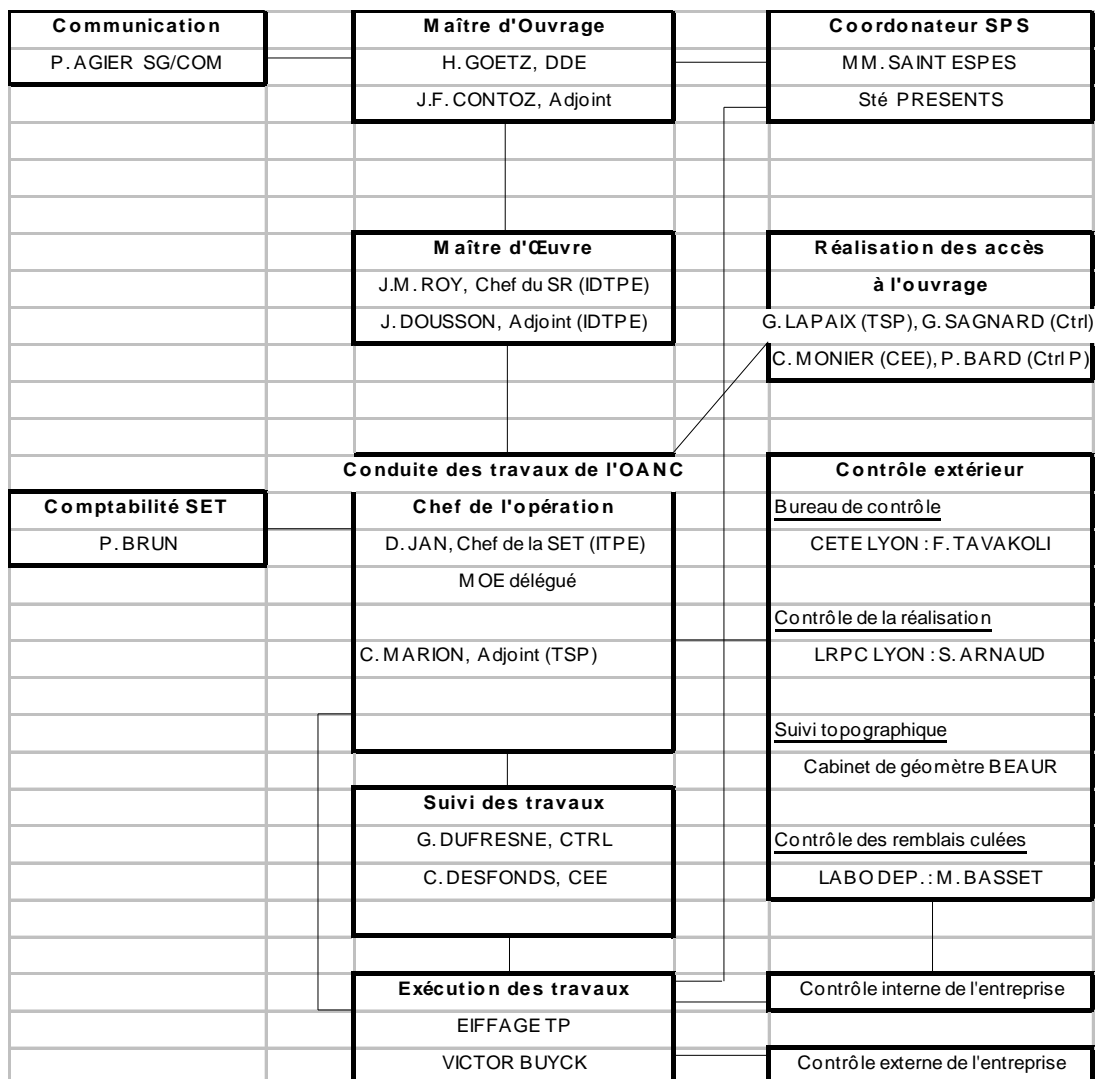 Communication
P. AGIER SG/COM
Maître d'Ouvrage
H. GOETZ, DDE
J.F. CONTOZ, Adjoint
Coordonateur SPS
MM. SAINT ESPES
Sté PRESENTS
Maître d'Œuvre
J.M. ROY, Chef du SR (IDTPE)
J. DOUSSON, Adjoint (IDTPE)
Réalisation des accès
à l'ouvrage
G. LAPAIX (TSP), G. SAGNARD (Ctrl)
C. MONIER (CEE), P. BARD (Ctrl P)
Conduite des travaux de l'OANC
Chef de l'opération
D. JAN, Chef de la SET (ITPE)
MOE délégué
C. MARION, Adjoint (TSP)
Comptabilité SET
P. BRUN
Contrôle extérieur
Bureau de contrôle
CETE LYON : F. TAVAKOLI
Contrôle de la réalisation
LRPC LYON : S. ARNAUD
Suivi topographique
Cabinet de géomètre BEAUR
Contrôle des remblais culées
LABO DEP. : M. BASSET
Suivi des travaux
G. DUFRESNE, CTRL
C. DESFONDS, CEE
Exécution des travaux
EIFFAGE TP
VICTOR BUYCK
Contrôle interne de l'entreprise
Contrôle externe de l'entreprise